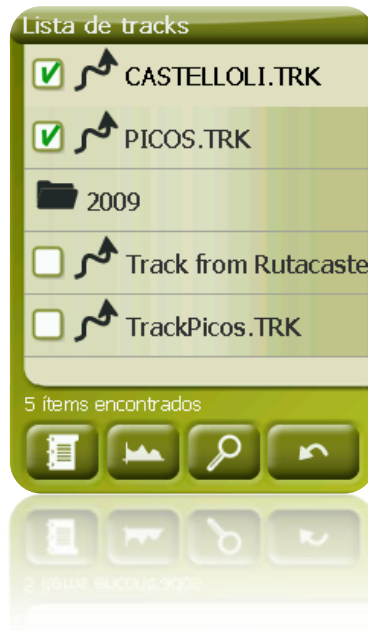 Lista de tracks
CASTELLOLI.TRK
PICOS.TRK
2009
Track from Rutacaste
TrackPicos.TRK
5 ítems encontrados